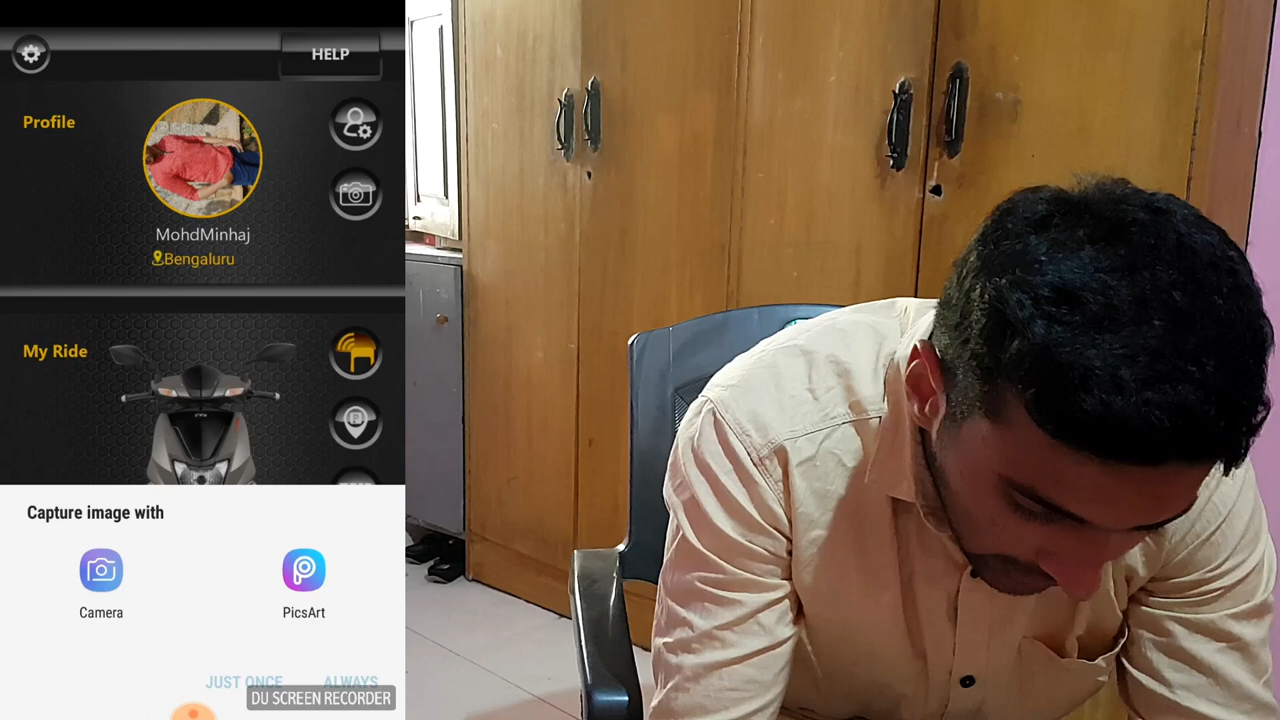 HELP
Profile
MohdMinhaj
Bengaluru
My Ride
Capture image with
Camera
PicsArt
JUST ONCE
ALWAYS
DU SCREEN RECORDER